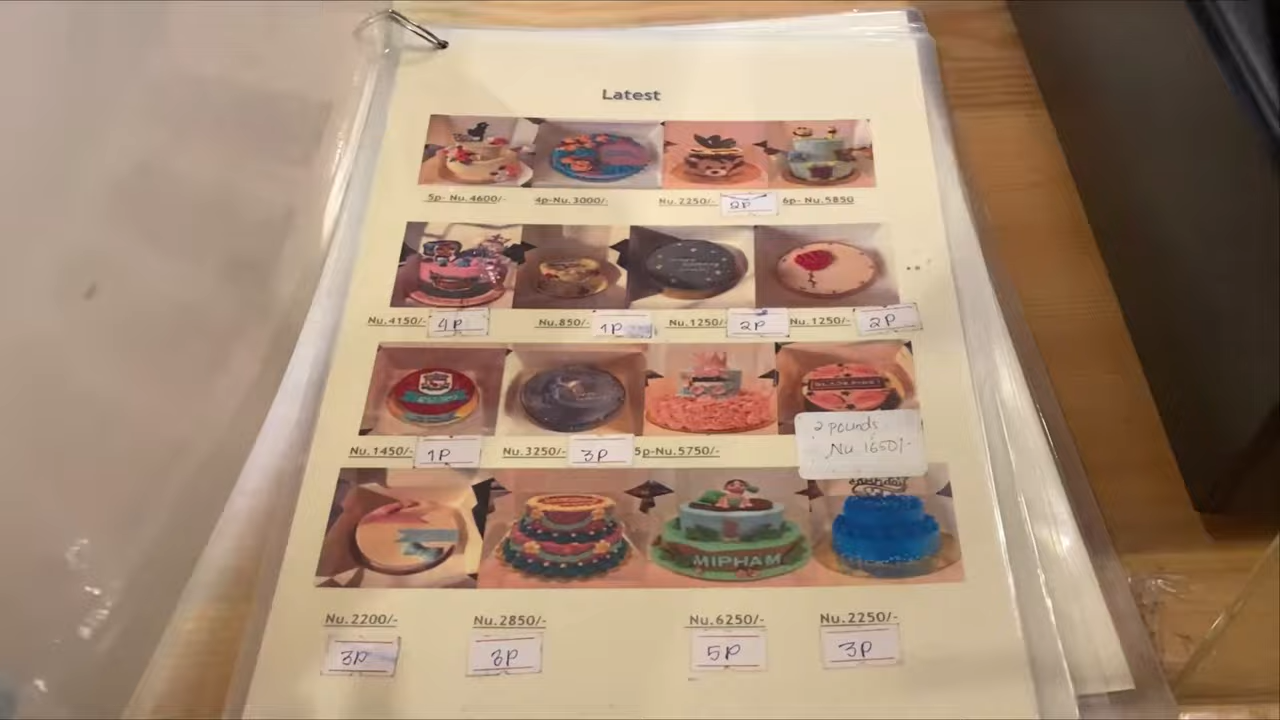 Latest
5p- Nu.4600/- 4p-Nu.3000/- Nu.2250/- 2P 6p- Nu.5850
Nu.4150/- 4P Nu.850/- 1P Nu.1250/- 2P Nu.1250/- 2P
BLACKPINK
Nu.1450/- 1P Nu.3250/- 3P 5p-Nu.5750/- 2 pounds
Nu 1650/-
MIPHAM
Nu.2200/- Nu.2850/- Nu.6250/- Nu.2250/-
3P 3P 5P 3P